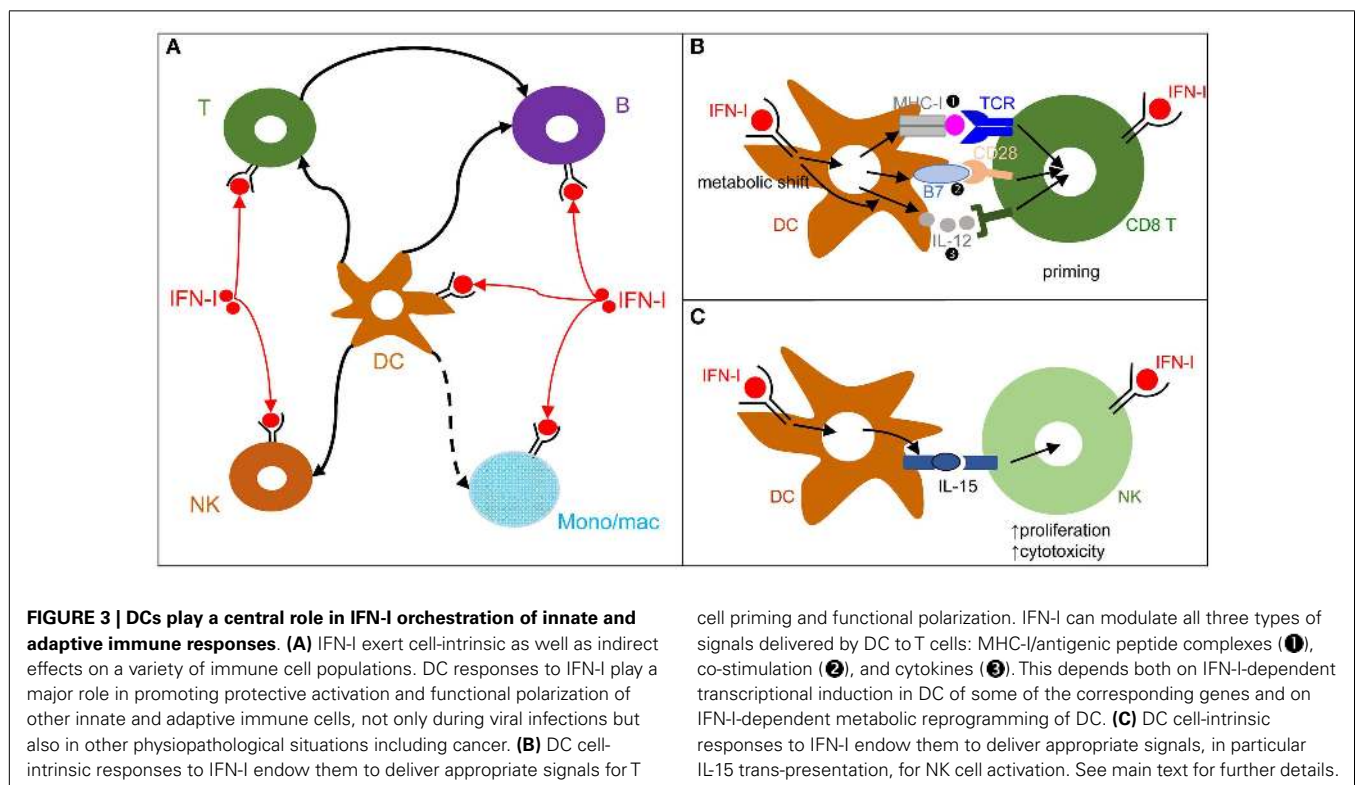 A
T
B
IFN-I
IFN-I
DC
NK
Mono/mac
B
IFN-I
MHC-I ❶
TCR
IFN-I
CD28
metabolic shift
B7
❷
DC
IL-12
❸
CD8 T
priming
C
IFN-I
IFN-I
DC
IL-15
NK
↑proliferation
↑cytotoxicity
FIGURE 3 | DCs play a central role in IFN-I orchestration of innate and
adaptive immune responses. (A) IFN-I exert cell-intrinsic as well as indirect
effects on a variety of immune cell populations. DC responses to IFN-I play a
major role in promoting protective activation and functional polarization of
other innate and adaptive immune cells, not only during viral infections but
also in other physiopathological situations including cancer. (B) DC cell-
intrinsic responses to IFN-I endow them to deliver appropriate signals for T
cell priming and functional polarization. IFN-I can modulate all three types of
signals delivered by DC to T cells: MHC-I/antigenic peptide complexes (❶),
co-stimulation (❷), and cytokines (❸). This depends both on IFN-I-dependent
transcriptional induction in DC of some of the corresponding genes and on
IFN-I-dependent metabolic reprogramming of DC. (C) DC cell-intrinsic
responses to IFN-I endow them to deliver appropriate signals, in particular
IL-15 trans-presentation, for NK cell activation. See main text for further details.